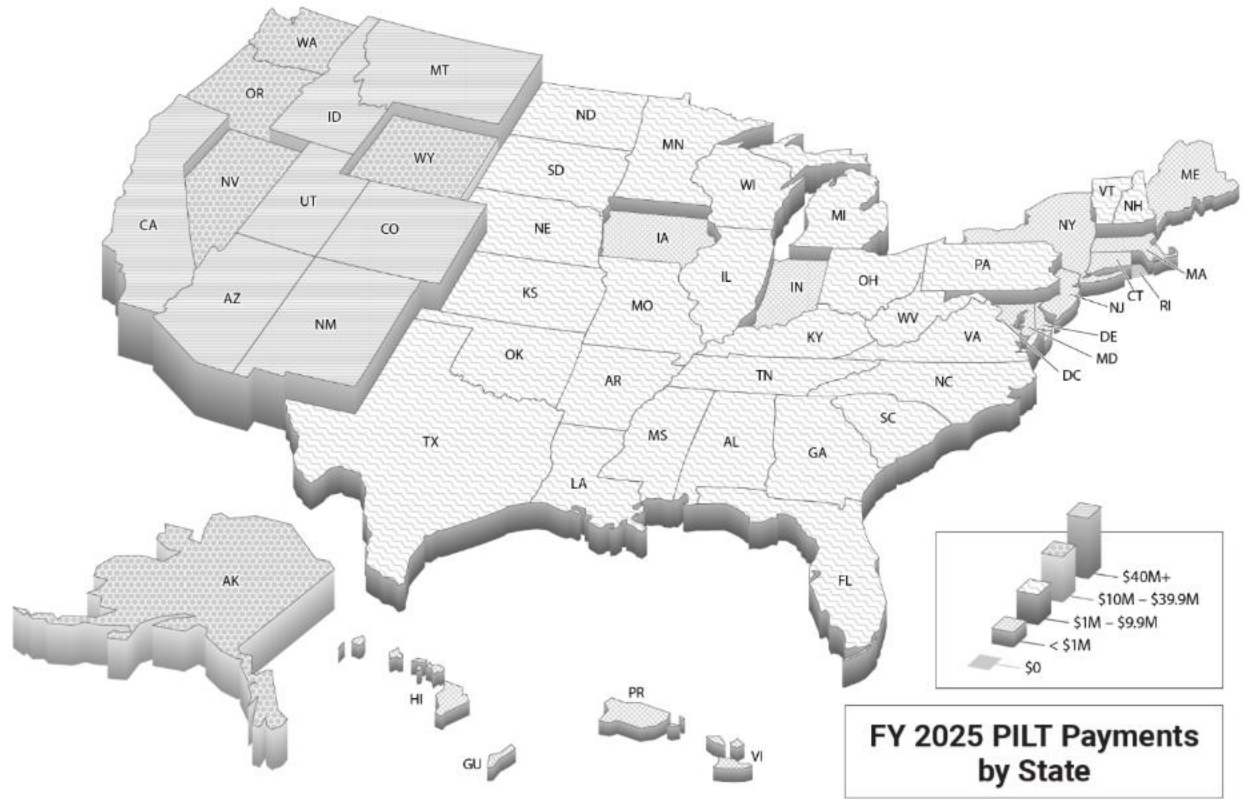 WA
MT
OR
ID
ND
MN
WY
SD
WI
ME
NV
VT
NH
MI
UT
NY
CA
CO
NE
IA
PA
IL
IN
OH
MA
AZ
KS
CT
RI
NM
MO
NJ
WV
KY
VA
DE
MD
OK
DC
AR
TN
NC
SC
TX
MS
AL
GA
LA
AK
FL
$40M+
$10M – $39.9M
$1M – $9.9M
< $1M
$0
HI
PR
GU
VI
FY 2025 PILT Payments
by State